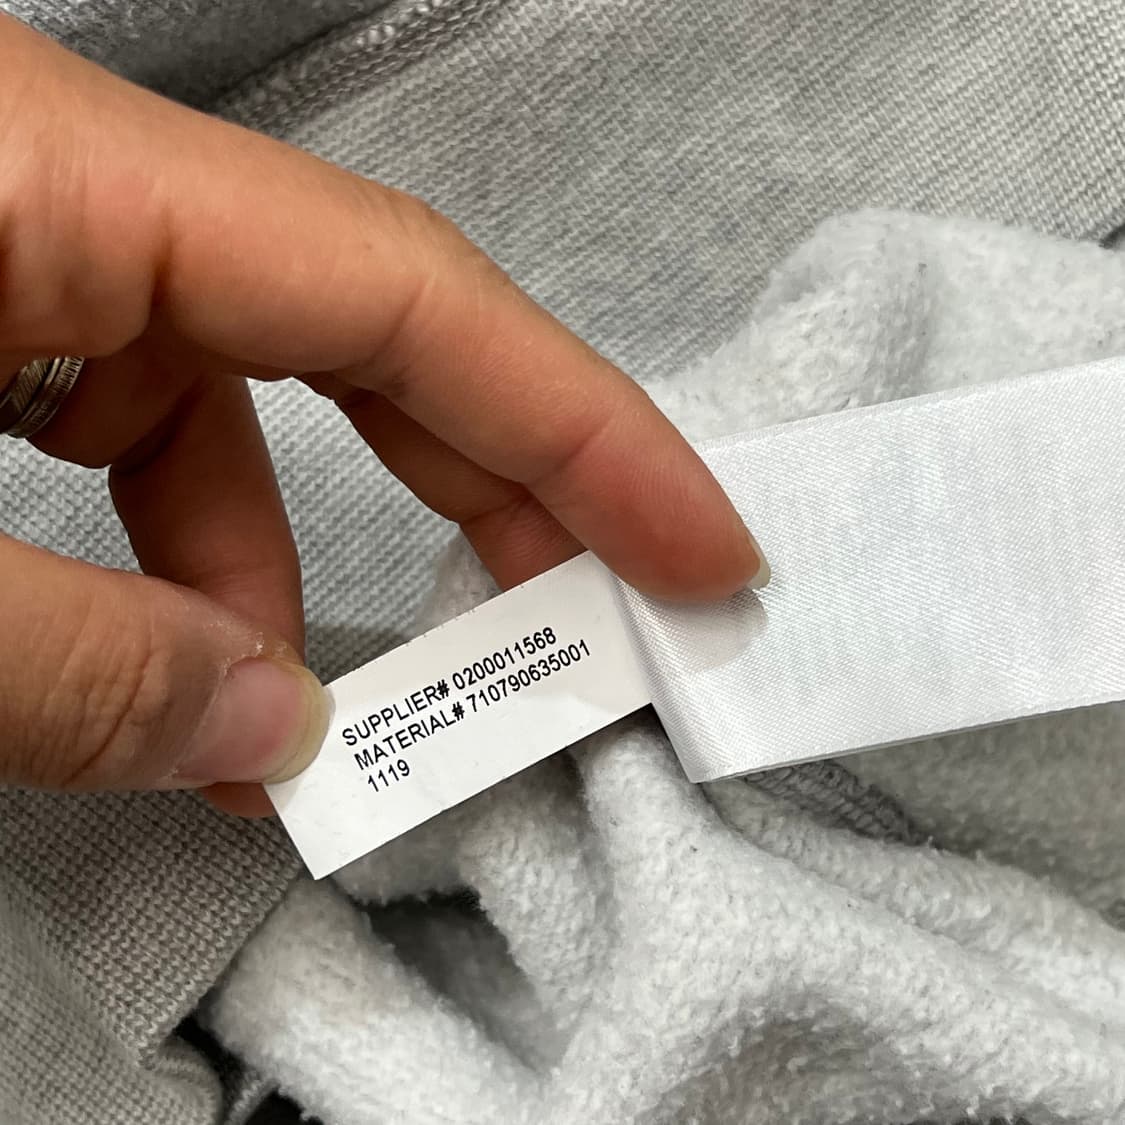 SUPPLIER# 0200011568
MATERIAL# 710790635001
1119